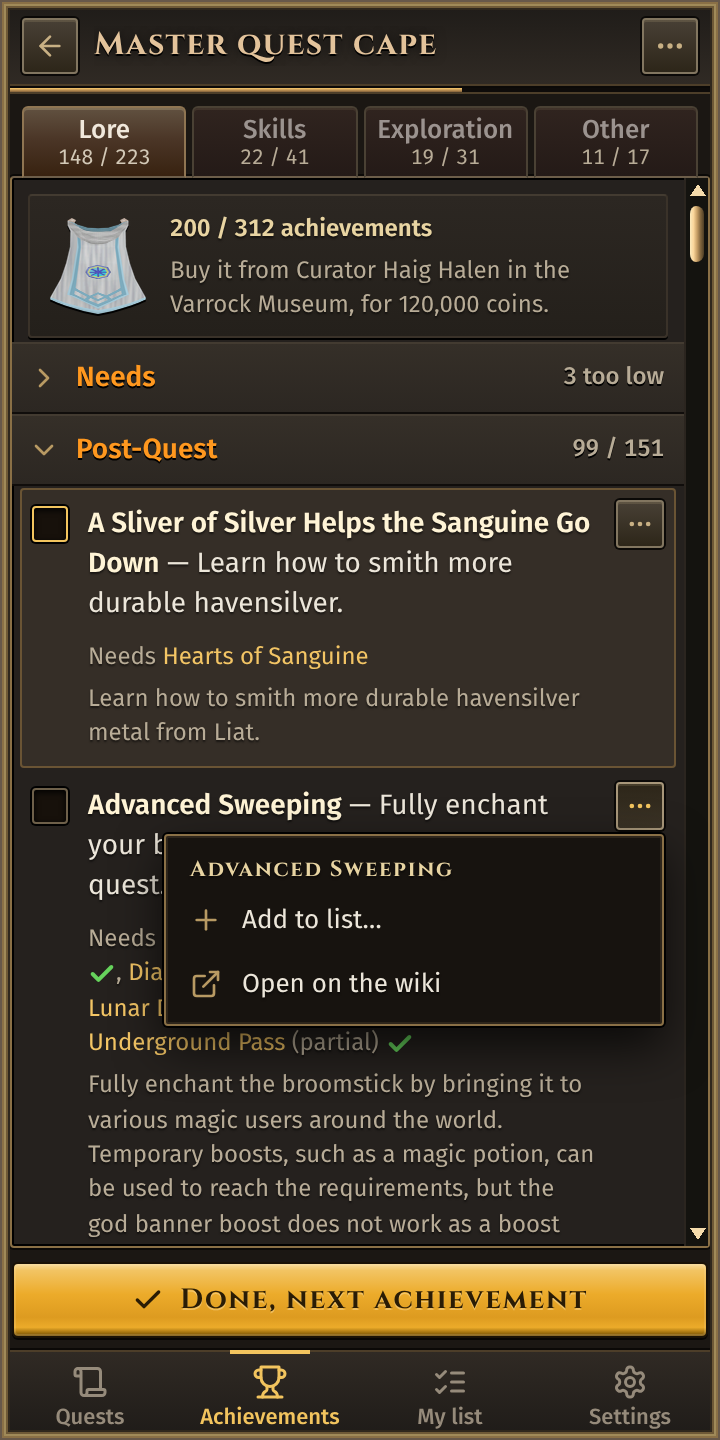 Master Quest Cape
Lore
148 / 223
Skills
22 / 41
Exploration
19 / 31
Other
11 / 17
200 / 312 achievements
Buy it from Curator Haig Halen in the
Varrock Museum, for 120,000 coins.
Needs
3 too low
Post-Quest
99 / 151
A Sliver of Silver Helps the Sanguine Go
Down — Learn how to smith more
durable havensilver.
Needs Hearts of Sanguine
Learn how to smith more durable havensilver
metal from Liat.
Advanced Sweeping — Fully enchant
your
quest.
Advanced Sweeping
Add to list...
Open on the wiki
Needs
Lunar
Underground Pass (partial)
Fully enchant the broomstick by bringing it to
various magic users around the world.
Temporary boosts, such as a magic potion, can
be used to reach the requirements, but the
god banner boost does not work as a boost
Done, next achievement
Quests
Achievements
My list
Settings